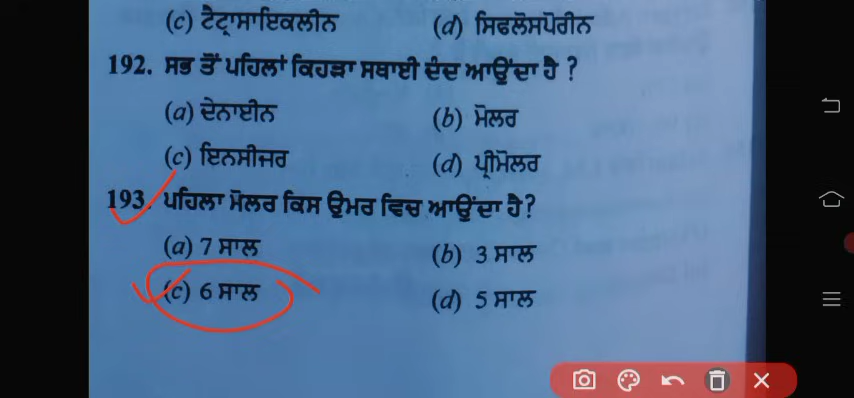 (c) ਟੈਟ੍ਰਾਸਾਇਕਲੀਨ (d) ਸਿਫਲੋਸਪੋਰੀਨ
192. ਸਭ ਤੋਂ ਪਹਿਲਾਂ ਕਿਹੜਾ ਸਥਾਈ ਦੰਦ ਆਉਂਦਾ ਹੈ ?
(a) ਦੇਨਾਈਨ (b) ਮੋਲਰ
(c) ਇਨਸੀਜਰ (d) ਪ੍ਰੀਮੋਲਰ
193. ਪਹਿਲਾ ਮੋਲਰ ਕਿਸ ਉਮਰ ਵਿਚ ਆਉਂਦਾ ਹੈ?
(a) 7 ਸਾਲ (b) 3 ਸਾਲ
(c) 6 ਸਾਲ (d) 5 ਸਾਲ